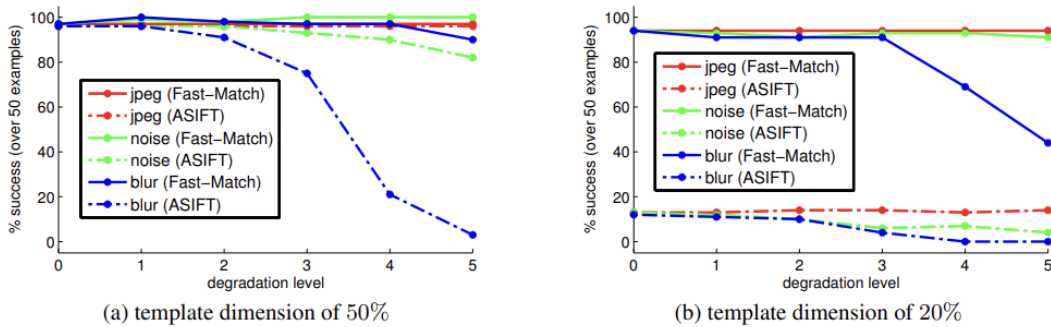 % success (over 50 examples)
100
80
60
40
20
0
jpeg (Fast-Match)
jpeg (ASIFT)
noise (Fast-Match)
noise (ASIFT)
blur (Fast-Match)
blur (ASIFT)
0 1 2 3 4 5
degradation level
(a) template dimension of 50%
% success (over 50 examples)
100
80
60
40
20
0
jpeg (Fast-Match)
jpeg (ASIFT)
noise (Fast-Match)
noise (ASIFT)
blur (Fast-Match)
blur (ASIFT)
0 1 2 3 4 5
degradation level
(b) template dimension of 20%